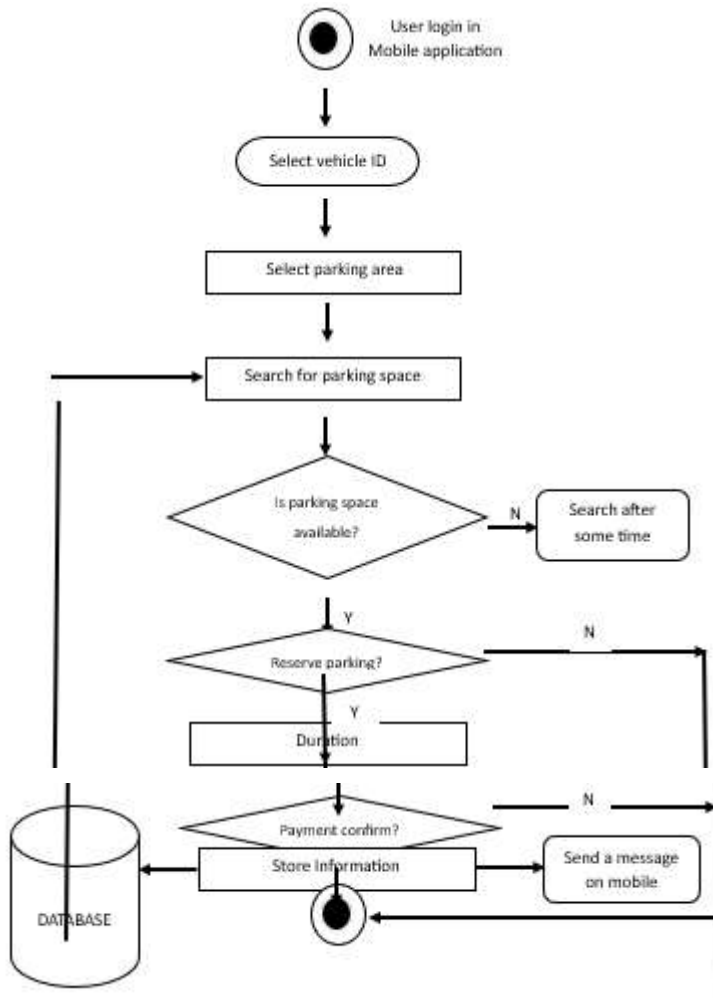 User login in
Mobile application
Select vehicle ID
Select parking area
Search for parking space
Is parking space
available?
N
Search after
some time
Y
N
Reserve parking?
Y
Duration
N
Payment confirm?
Store Information
Send a message
on mobile
DATABASE